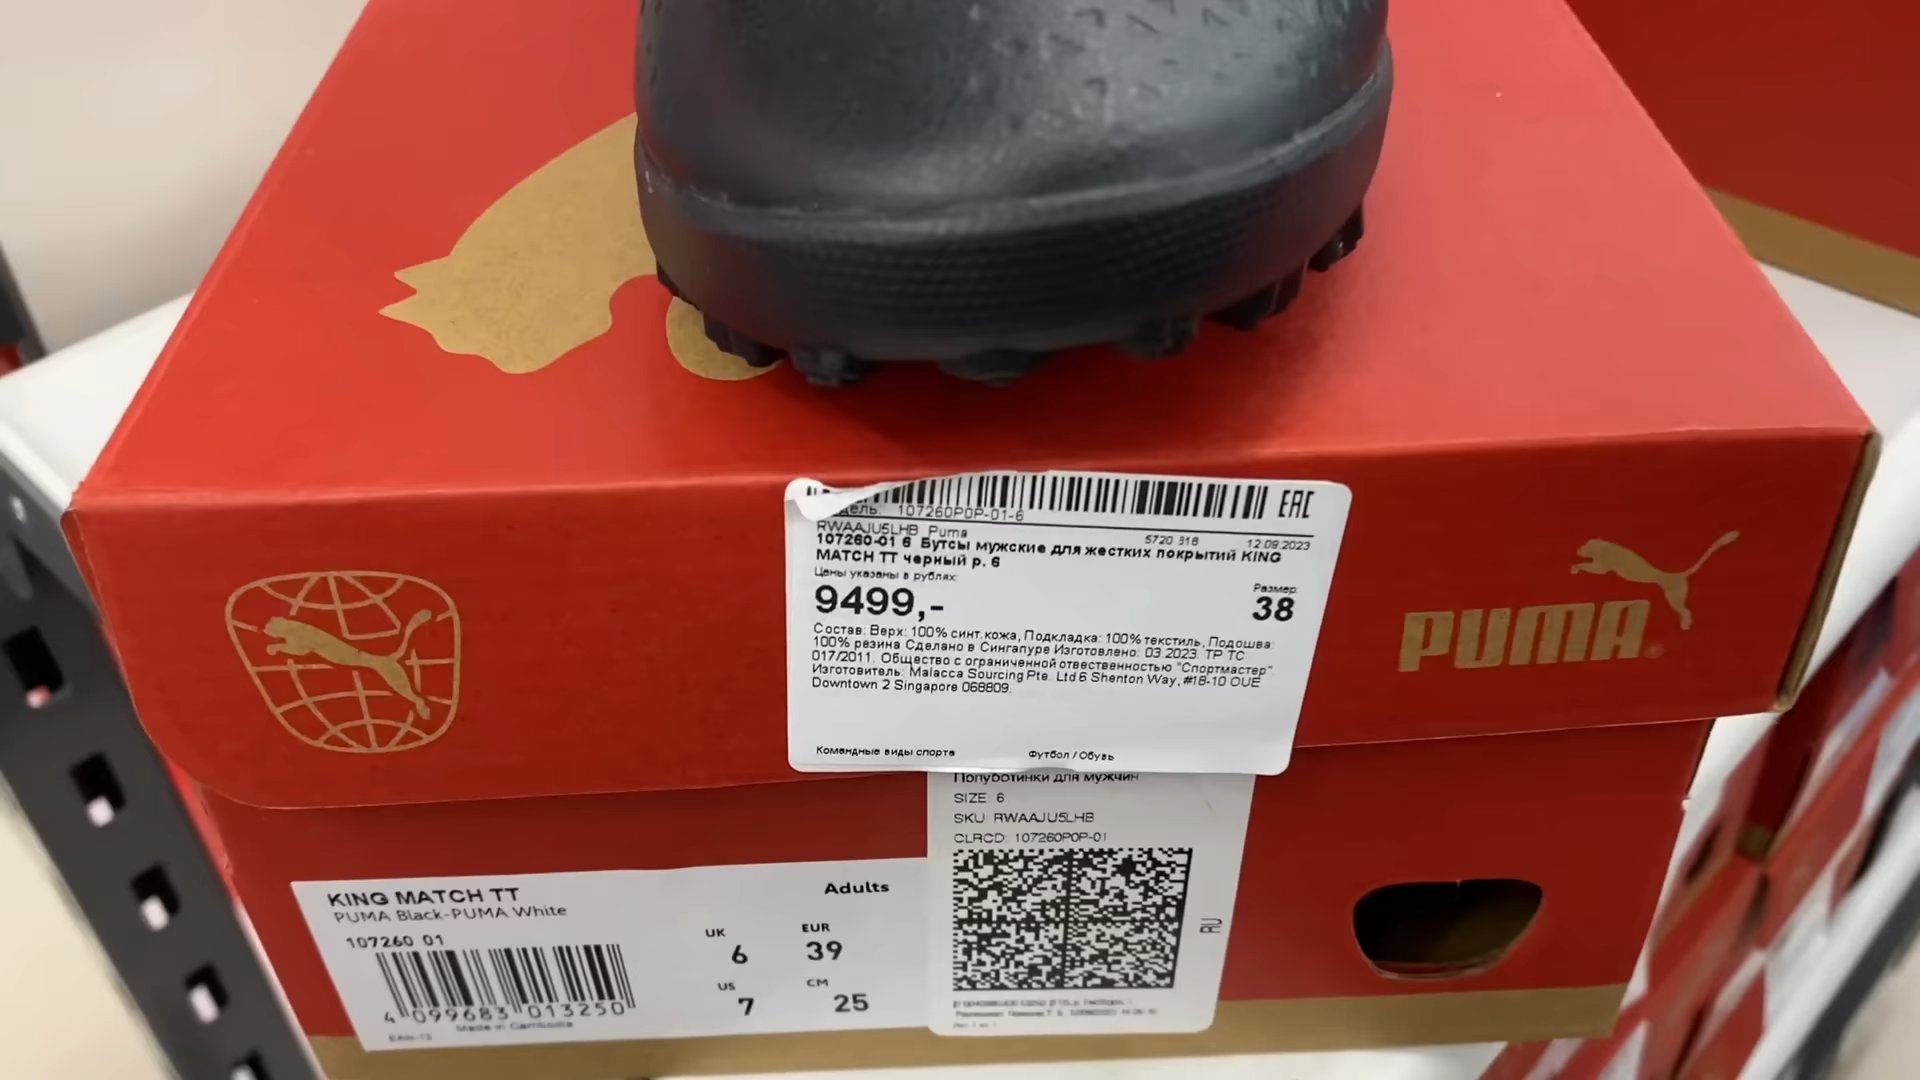 EAC
дель: 107260P0P-01-6
RWAAJU5LHB Puma
5720 318 12.09.2023
107260-01 6 Бутсы мужские для жестких покрытий KING
MATCH TT черный р. 6
Цены указаны в рублях:
Размер:
9499,-
38
Состав: Верх: 100% синт.кожа, Подкладка: 100% текстиль, Подошва:
100% резина Сделано в Сингапуре Изготовлено: 03.2023. ТР ТС
017/2011. Общество с ограниченной отвественностью "Спортмастер"
Изготовитель: Malacca Sourcing Pte. Ltd 6 Shenton Way, #18-10 OUE
Downtown 2 Singapore 068809.
Командные виды спорта Футбол / Обувь
PUMA
Полуботинки для мужчин
SIZE: 6
SKU: RWAAJU5LHB
CLRCD: 107260P0P-01
RU
KING MATCH TT
PUMA Black-PUMA White
Adults
107260 01
UK EUR
6 39
US CM
7 25
4 099683 013250
Made in Cambodia
EAN-13